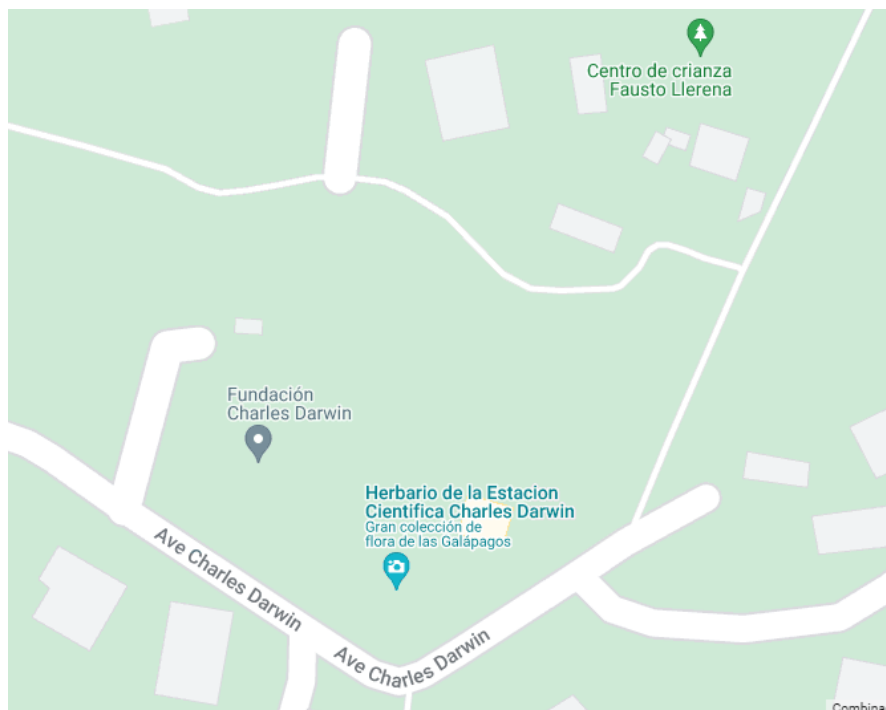 Centro de crianza
Fausto Llerena
Fundación
Charles Darwin
Herbario de la Estacion
Cientifica Charles Darwin
Gran colección de
flora de las Galápagos
Ave Charles Darwin
Ave Charles Darwin
Combina